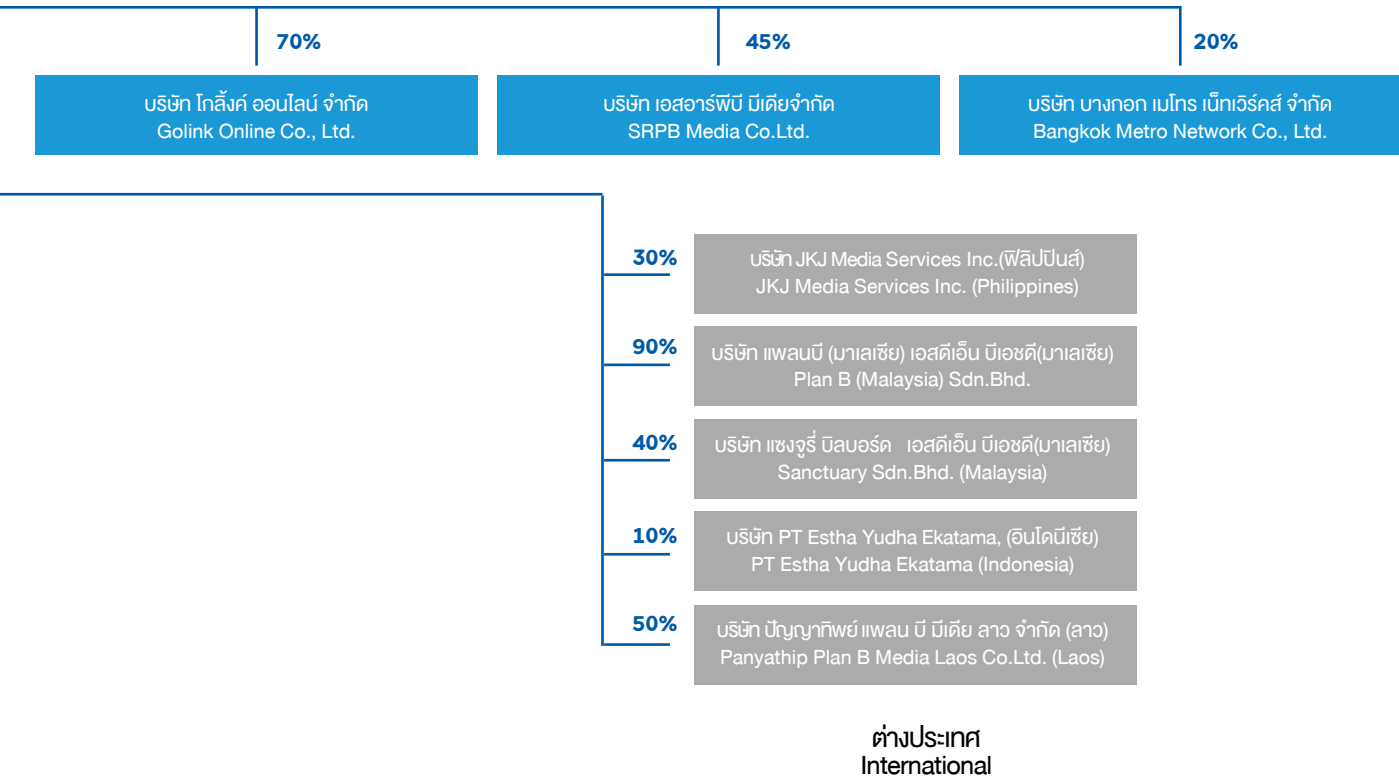 70%
45%
20%
บริษัท โกลิ้งค์ ออนไลน์ จำกัด
Golink Online Co., Ltd.
บริษัท เอสอาร์พีบี มีเดียจำกัด
SRPB Media Co.Ltd.
บริษัท บางกอก เมโทร เน็ทเวิร์คส์ จำกัด
Bangkok Metro Network Co., Ltd.
30%
บริษัท JKJ Media Services Inc.(ฟิลิปปินส์)
JKJ Media Services Inc. (Philippines)
90%
บริษัท แพลนบี (มาเลเซีย) เอสดีเอ็น บีเอชดี(มาเลเซีย)
Plan B (Malaysia) Sdn.Bhd.
40%
บริษัท แซงจูรี่ บิลบอร์ด เอสดีเอ็น บีเอชดี(มาเลเซีย)
Sanctuary Sdn.Bhd. (Malaysia)
10%
บริษัท PT Estha Yudha Ekatama, (อินโดนีเซีย)
PT Estha Yudha Ekatama (Indonesia)
50%
บริษัท ปัญญาทิพย์ แพลน บี มีเดีย ลาว จำกัด (ลาว)
Panyathip Plan B Media Laos Co.Ltd. (Laos)
ต่างประเทศ
International